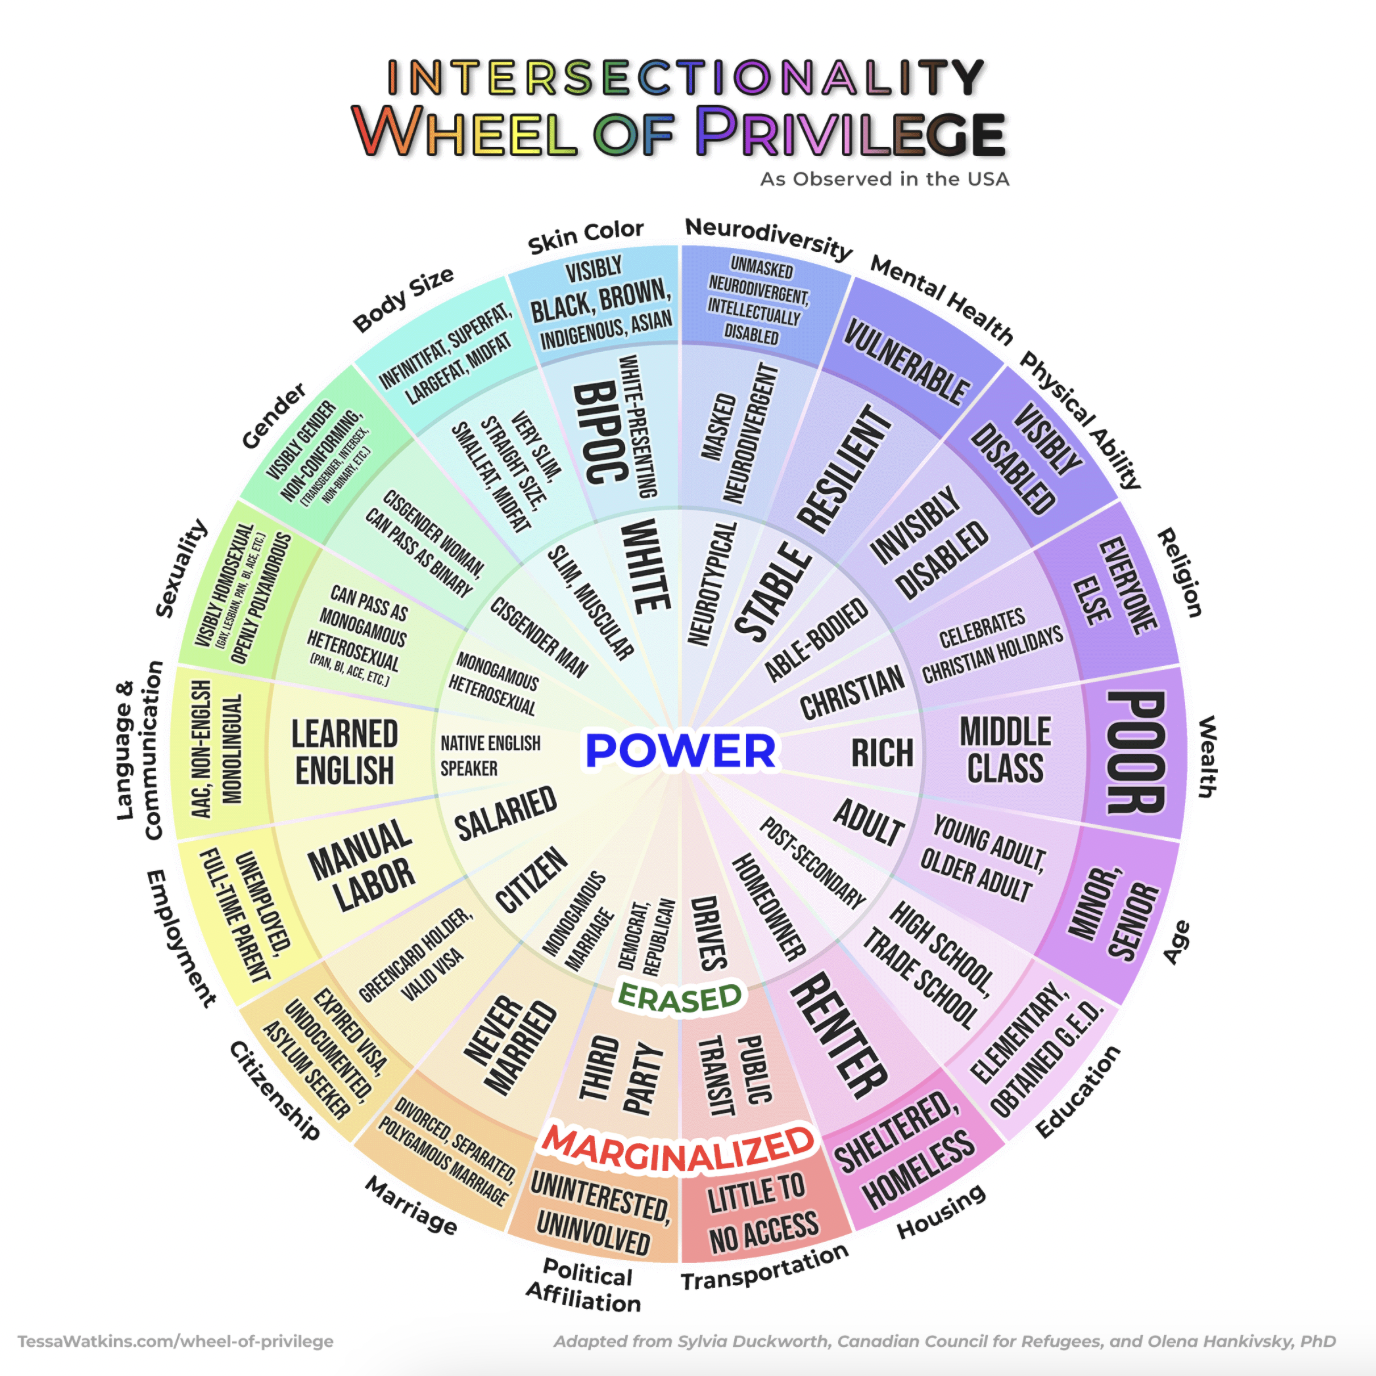 INTERSECTIONALITY
WHEEL OF PRIVILEGE
As Observed in the USA
Skin Color
VISIBLY
BLACK, BROWN,
INDIGENOUS, ASIAN
WHITE-PRESENTING
BIPOC
WHITE
Neurodiversity
UNMASKED
NEURODIVERGENT,
INTELLECTUALLY
DISABLED
MASKED
NEURODIVERGENT
NEUROTYPICAL
Mental Health
VULNERABLE
RESILIENT
STABLE
Physical Ability
VISIBLY
DISABLED
INVISIBLY
DISABLED
ABLE-BODIED
Religion
EVERYONE
ELSE
CELEBRATES
CHRISTIAN HOLIDAYS
CHRISTIAN
Wealth
POOR
MIDDLE
CLASS
RICH
Age
MINOR,
SENIOR
YOUNG ADULT,
OLDER ADULT
ADULT
Education
ELEMENTARY,
OBTAINED G.E.D.
HIGH SCHOOL,
TRADE SCHOOL
POST-SECONDARY
Housing
SHELTERED,
HOMELESS
RENTER
HOMEOWNER
Transportation
LITTLE TO
NO ACCESS
PUBLIC
TRANSIT
DRIVES
Political
Affiliation
UNINTERESTED,
UNINVOLVED
THIRD
PARTY
DEMOCRAT,
REPUBLICAN
Marriage
DIVORCED, SEPARATED,
POLYGAMOUS MARRIAGE
NEVER
MARRIED
MONOGAMOUS
MARRIAGE
Citizenship
EXPIRED VISA,
UNDOCUMENTED,
ASYLUM SEEKER
GREENCARD HOLDER,
VALID VISA
CITIZEN
Employment
UNEMPLOYED,
FULL-TIME PARENT
MANUAL
LABOR
SALARIED
Language &
Communication
AAC, NON-ENGLSH
MONOLINGUAL
LEARNED
ENGLISH
NATIVE ENGLISH
SPEAKER
Sexuality
VISIBLY HOMOSEXUAL
(GAY, LESBIAN, PAN, BI, ACE, ETC.)
OPENLY POLYAMOROUS
CAN PASS AS
MONOGAMOUS
HETEROSEXUAL
(PAN, BI, ACE, ETC.)
MONOGAMOUS
HETEROSEXUAL
Gender
VISIBLY GENDER
NON-CONFORMING,
(TRANSGENDER, INTERSEX,
NON-BINARY, ETC.)
CISGENDER WOMAN,
CAN PASS AS BINARY
CISGENDER MAN
Body Size
INFINITIFAT, SUPERFAT,
LARGEFAT, MIDFAT
VERY SLIM,
STRAIGHT SIZE,
SMALLFAT, MIDFAT
SLIM, MUSCULAR
POWER
ERASED
MARGINALIZED
TessaWatkins.com/wheel-of-privilege
Adapted from Sylvia Duckworth, Canadian Council for Refugees, and Olena Hankivsky, PhD